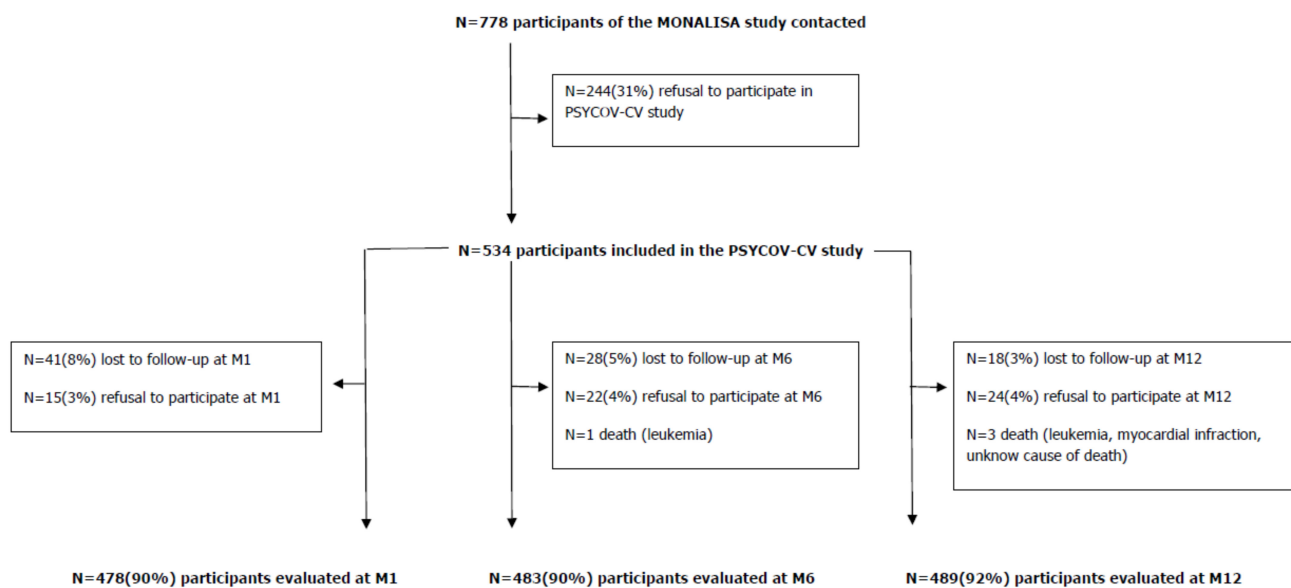 N=778 participants of the MONALISA study contacted
N=244(31%) refusal to participate in
PSYCOV-CV study
N=534 participants included in the PSYCOV-CV study
N=41(8%) lost to follow-up at M1
N=15(3%) refusal to participate at M1
N=28(5%) lost to follow-up at M6
N=22(4%) refusal to participate at M6
N=1 death (leukemia)
N=18(3%) lost to follow-up at M12
N=24(4%) refusal to participate at M12
N=3 death (leukemia, myocardial infraction,
unknow cause of death)
N=478(90%) participants evaluated at M1
N=483(90%) participants evaluated at M6
N=489(92%) participants evaluated at M12